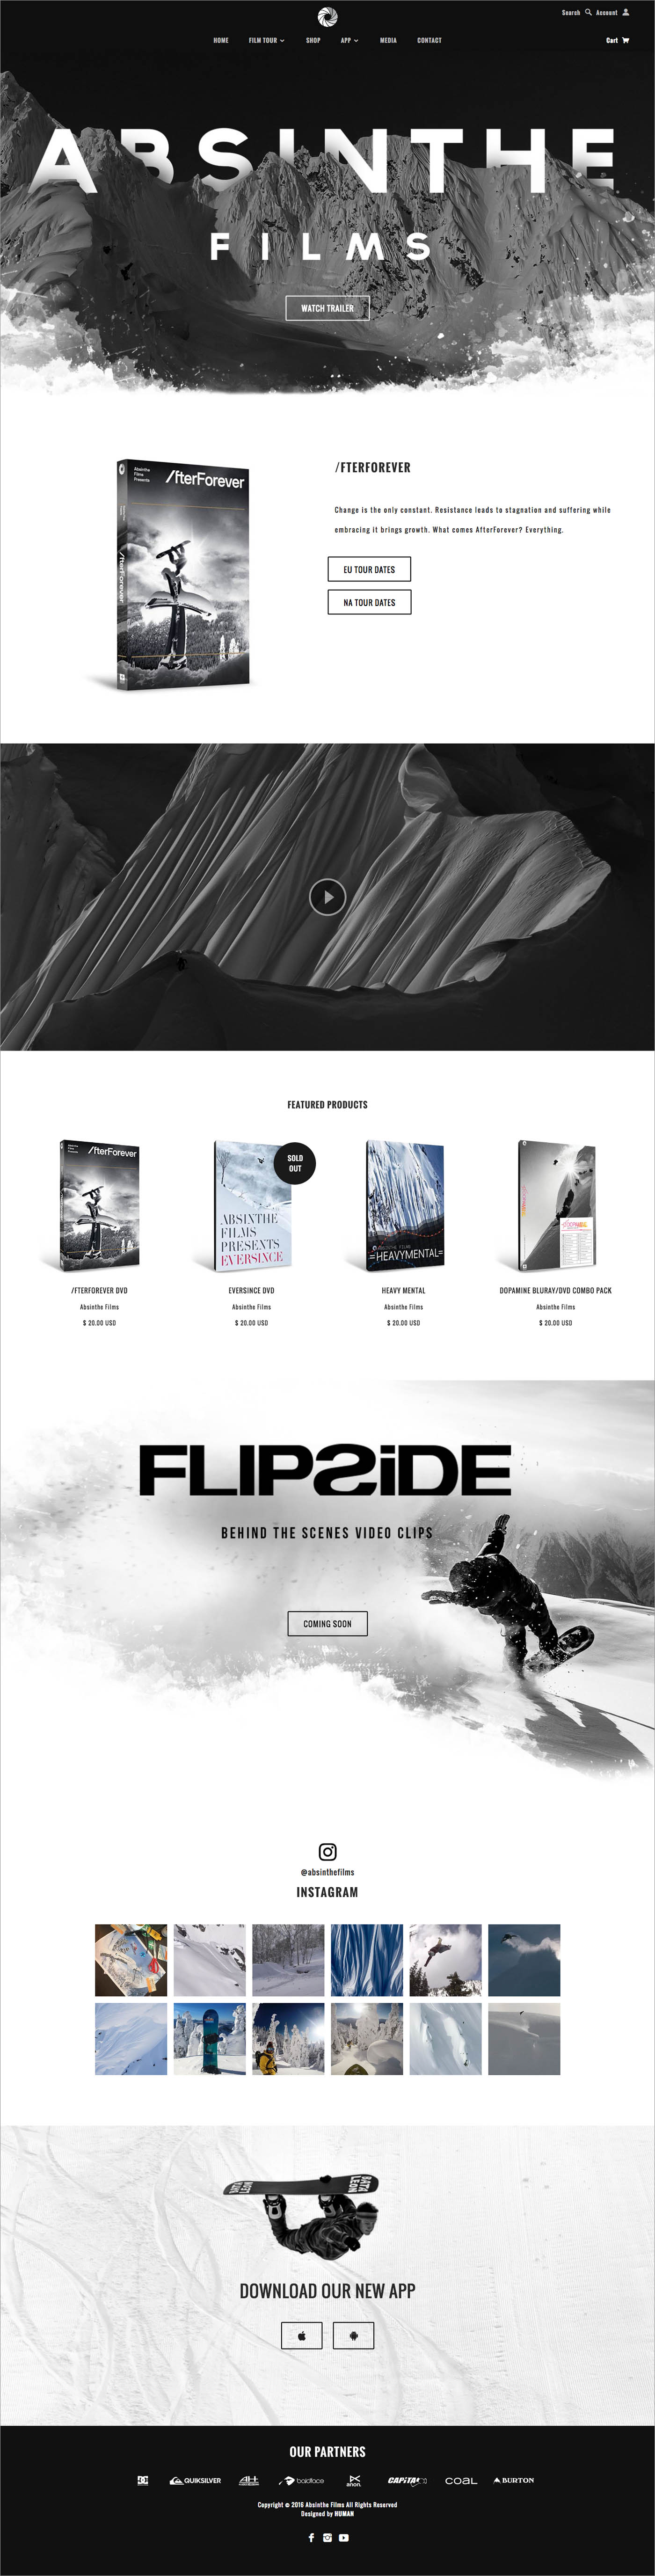 Search Account
HOME FILM TOUR SHOP APP MEDIA CONTACT
Cart
ABSINTHE
FILMS
WATCH TRAILER
Absinthe
Films
Presents
/fterForever
/fterForever
/FTERFOREVER
Change is the only constant. Resistance leads to stagnation and suffering while
embracing it brings growth. What comes AfterForever? Everything.
EU TOUR DATES
NA TOUR DATES
FEATURED PRODUCTS
/fterForever
SOLD
OUT
ABSINTHE
FILMS
PRESENTS
EVERSINCE
ABSINTHE FILMS
=HEAVYMENTAL=
/FTERFOREVER DVD
Absinthe Films
$ 20.00 USD
EVERSINCE DVD
Absinthe Films
$ 20.00 USD
HEAVY MENTAL
Absinthe Films
$ 20.00 USD
DOPAMINE BLURAY/DVD COMBO PACK
Absinthe Films
$ 20.00 USD
FLIPSiDE
BEHIND THE SCENES VIDEO CLIPS
COMING SOON
@absinthefilms
INSTAGRAM
BATA
LEON
DOWNLOAD OUR NEW APP
OUR PARTNERS
DC QUIKSILVER AH baldface anon. CAPiTA COAL BURTON
Copyright © 2016 Absinthe Films All Rights Reserved
Designed by HUMAN